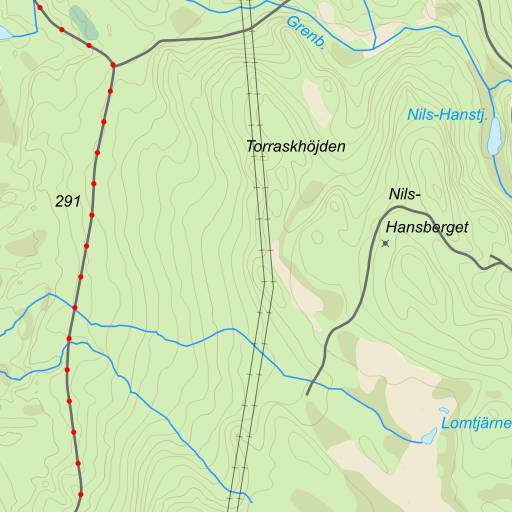 Grenb.
Nils-Hanstj.
Torraskhöjden
291
Nils-
Hansberget
Lomtjärne